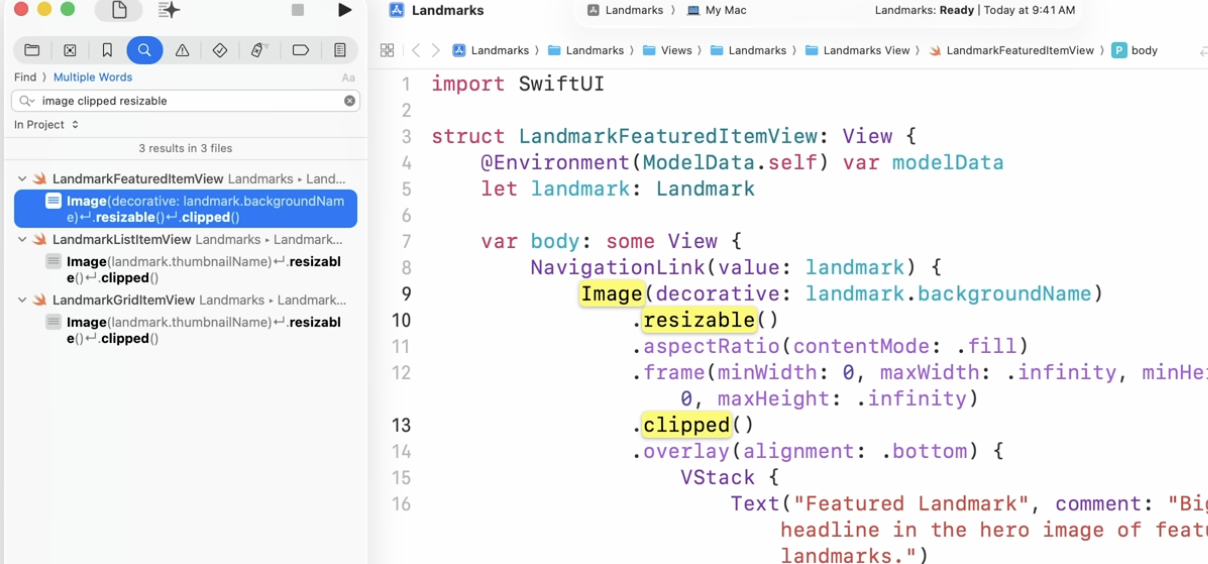 Landmarks
Landmarks 〉 My Mac
Landmarks: Ready | Today at 9:41 AM
Landmarks 〉 Landmarks 〉 Views 〉 Landmarks 〉 Landmarks View 〉 LandmarkFeaturedItemView 〉 P body
Find 〉 Multiple Words
Aa
image clipped resizable
In Project
3 results in 3 files
LandmarkFeaturedItemView Landmarks ▸ Land...
Image(decorative: landmark.backgroundNam
e)↩.resizable()↩.clipped()
LandmarkListItemView Landmarks ▸ Landmark...
Image(landmark.thumbnailName)↩.resizabl
e()↩.clipped()
LandmarkGridItemView Landmarks ▸ Landmark...
Image(landmark.thumbnailName)↩.resizabl
e()↩.clipped()
1 import SwiftUI
2
3 struct LandmarkFeaturedItemView: View {
4 @Environment(ModelData.self) var modelData
5 let landmark: Landmark
6
7 var body: some View {
8 NavigationLink(value: landmark) {
9 Image(decorative: landmark.backgroundName)
10 .resizable()
11 .aspectRatio(contentMode: .fill)
12 .frame(minWidth: 0, maxWidth: .infinity, minHe
0, maxHeight: .infinity)
13 .clipped()
14 .overlay(alignment: .bottom) {
15 VStack {
16 Text("Featured Landmark", comment: "Big
headline in the hero image of featu
landmarks.")